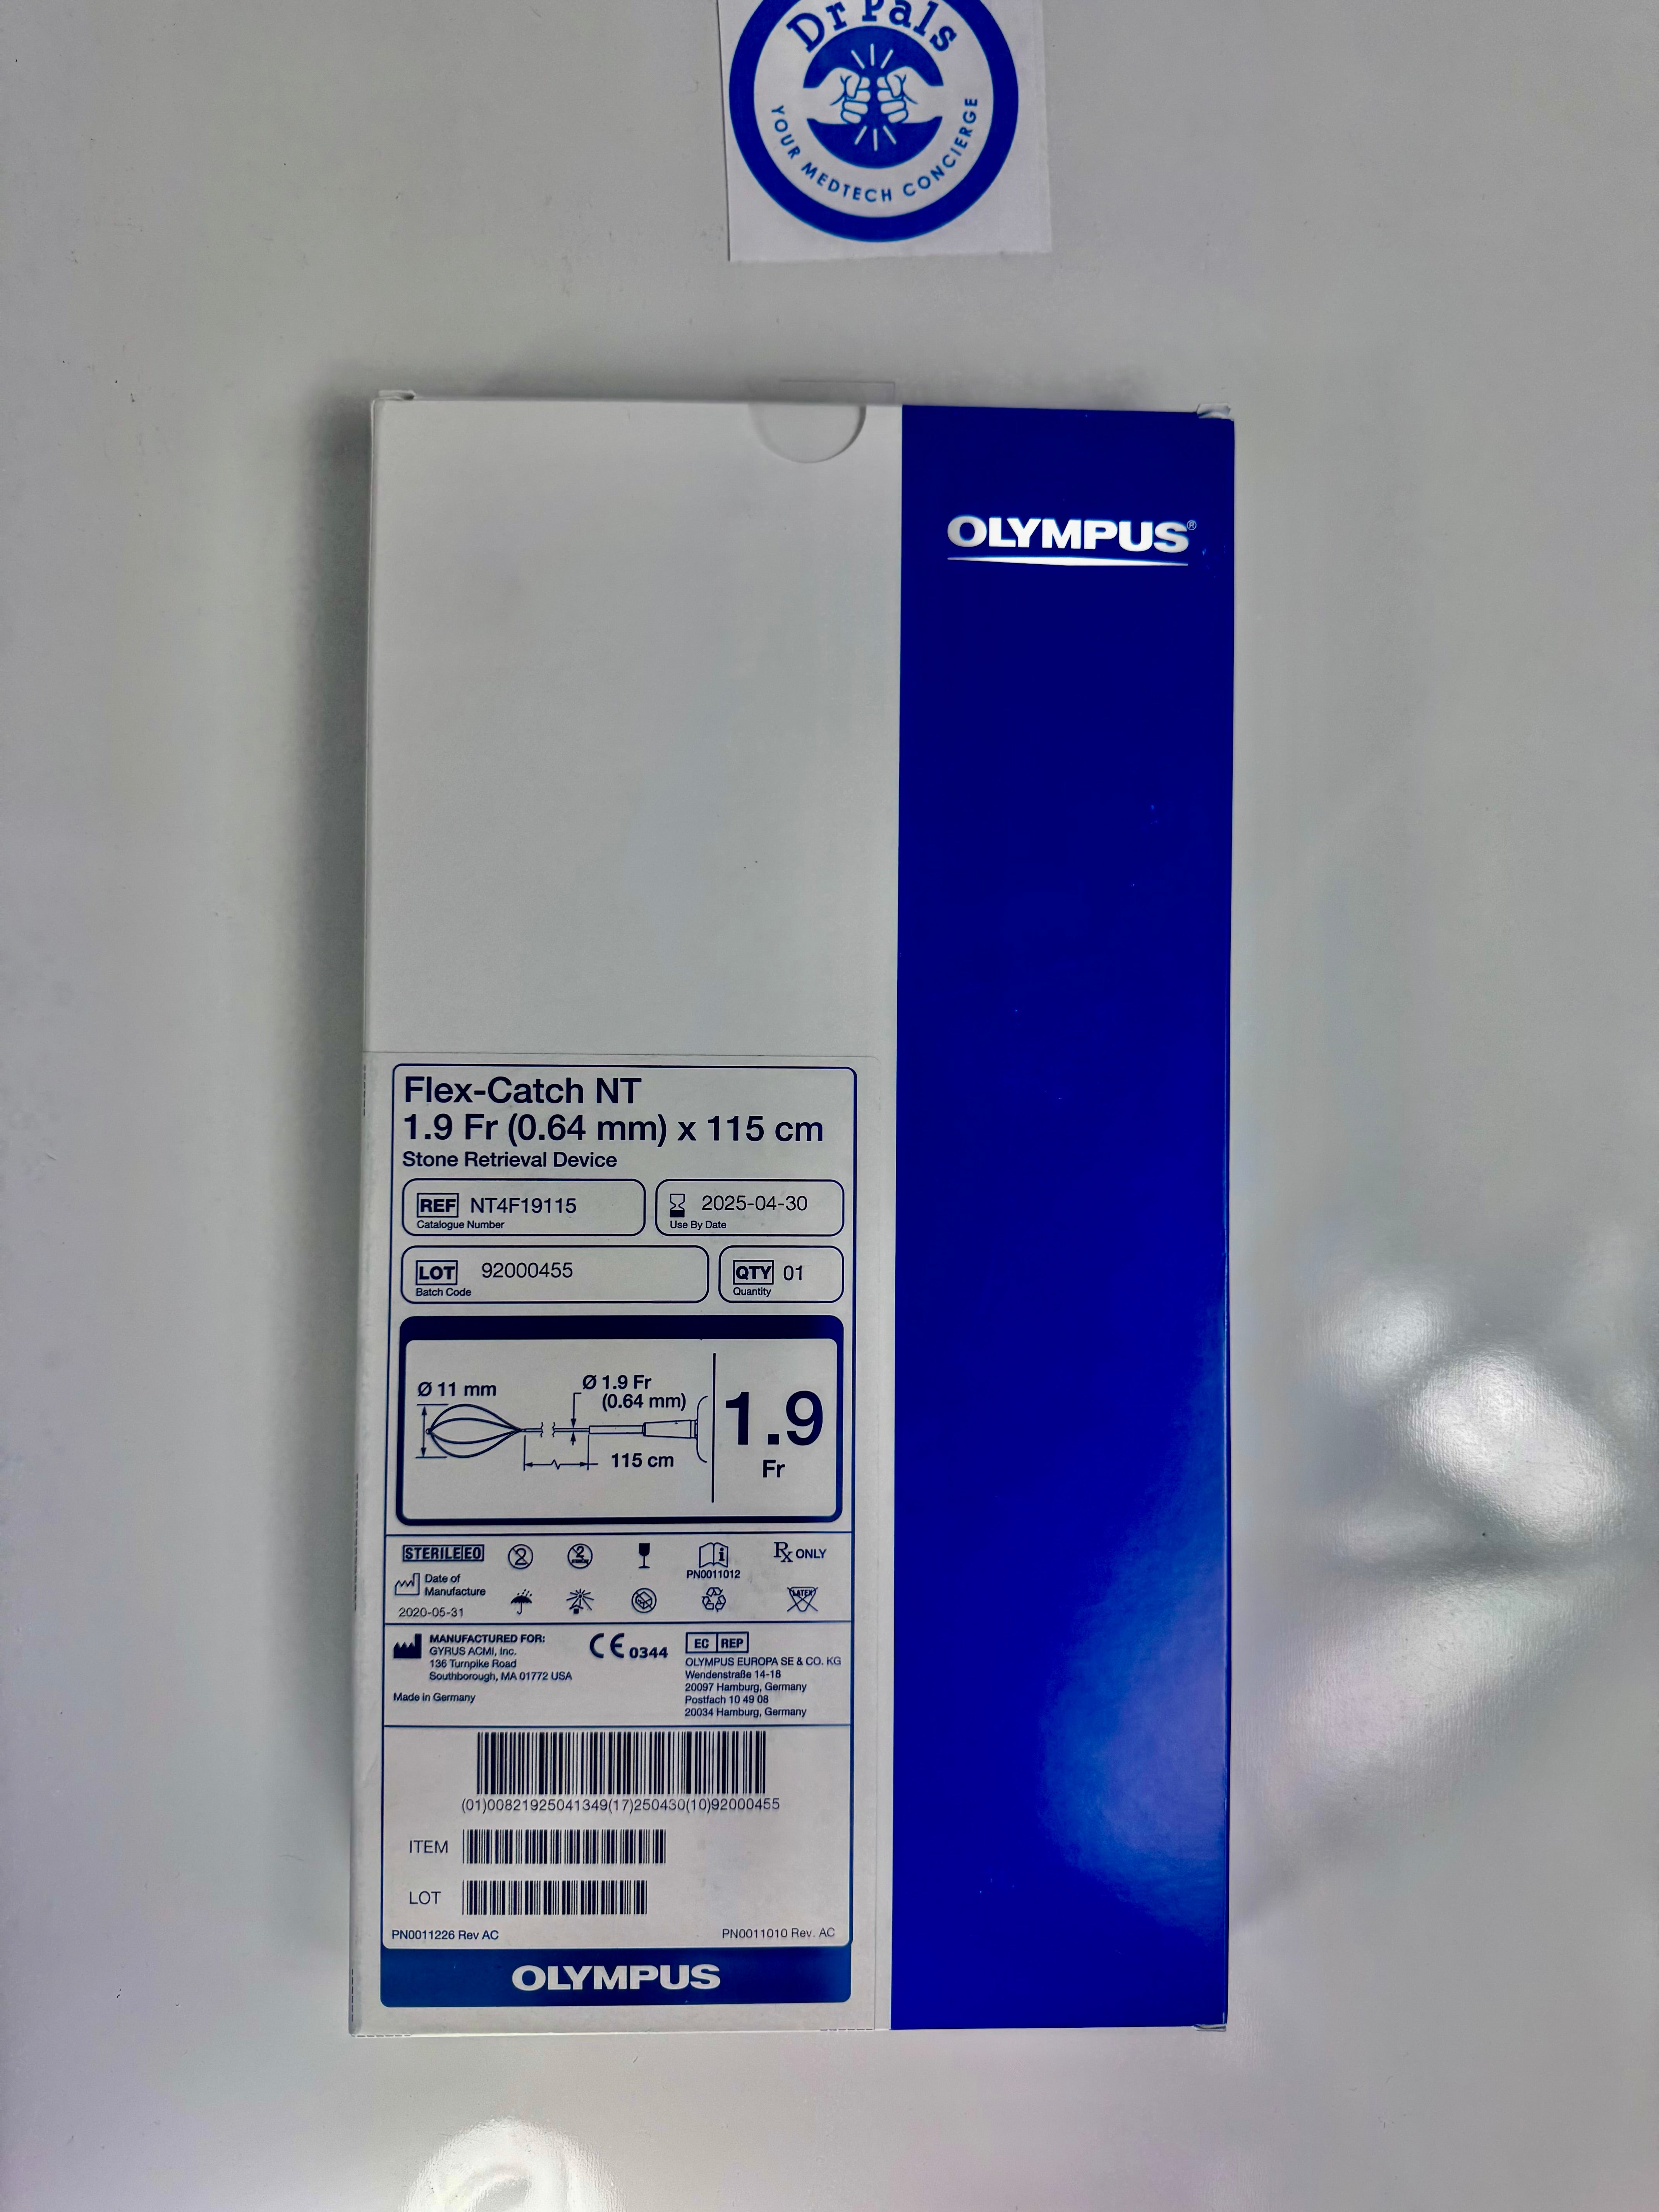 Dr Pals
YOUR MEDTECH CONCIERGE
OLYMPUS®
Flex-Catch NT
1.9 Fr (0.64 mm) x 115 cm
Stone Retrieval Device
REF NT4F19115
Catalogue Number
2025-04-30
Use By Date
LOT 92000455
Batch Code
QTY 01
Quantity
Ø 11 mm
Ø 1.9 Fr
(0.64 mm)
115 cm
1.9
Fr
STERILE EO
2
2
i
PN0011012
Rx ONLY
Date of
Manufacture
2020-05-31
LATEX
MANUFACTURED FOR:
GYRUS ACMI, Inc.
136 Turnpike Road
Southborough, MA 01772 USA
Made in Germany
CE 0344
EC REP
OLYMPUS EUROPA SE & CO. KG
Wendenstraße 14-18
20097 Hamburg, Germany
Postfach 10 49 08
20034 Hamburg, Germany
(01)00821925041349(17)250430(10)92000455
ITEM
LOT
PN0011226 Rev AC
PN0011010 Rev. AC
OLYMPUS